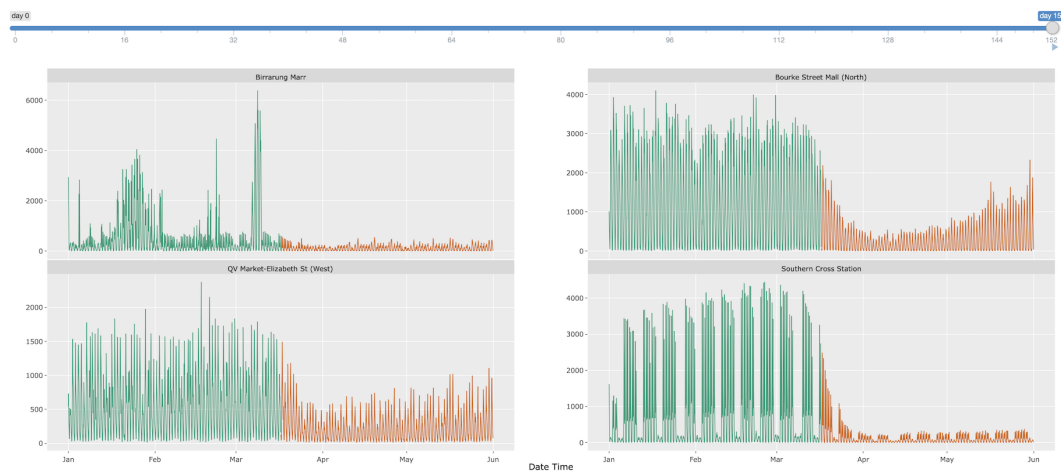 day 0
day 15
0 16 32 48 64 80 96 112 128 144 152
Birrarung Marr
6000
4000
2000
0
Bourke Street Mall (North)
4000
3000
2000
1000
0
QV Market-Elizabeth St (West)
2000
1500
1000
500
0
Jan Feb Mar Apr May Jun
Southern Cross Station
4000
3000
2000
1000
0
Jan Feb Mar Apr May Jun
Date Time